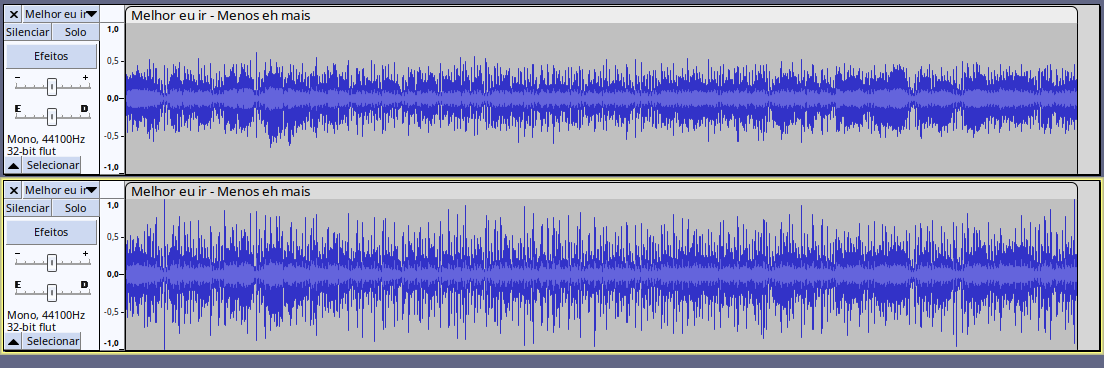 Melhor eu ir
Melhor eu ir - Menos eh mais
Silenciar Solo
Efeitos
- +
E D
Mono, 44100Hz
32-bit flut
Selecionar
1,0
0,5
0,0
-0,5
-1,0
Melhor eu ir
Melhor eu ir - Menos eh mais
Silenciar Solo
Efeitos
- +
E D
Mono, 44100Hz
32-bit flut
Selecionar
1,0
0,5
0,0
-0,5
-1,0